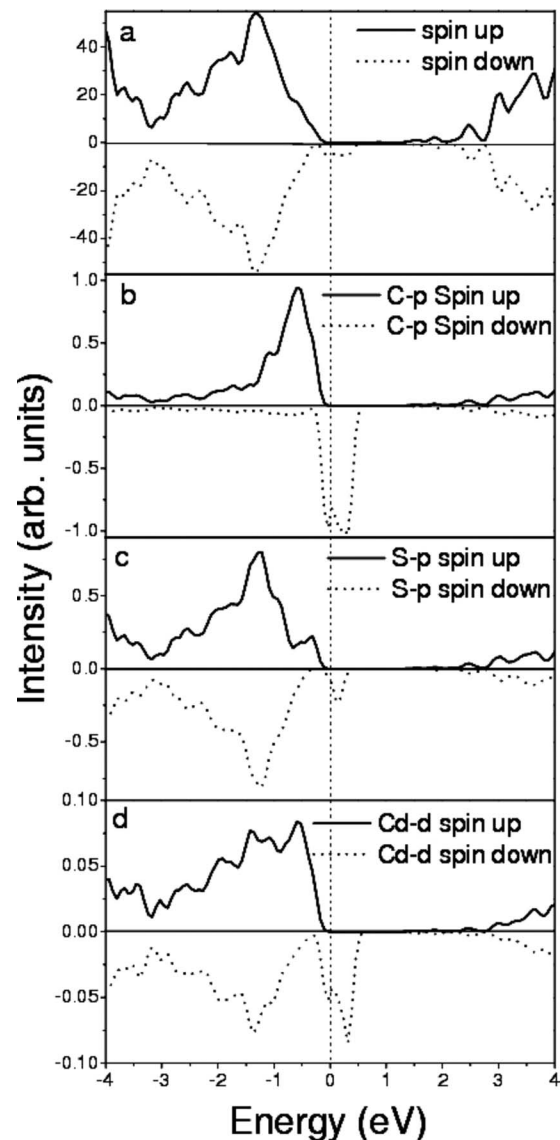 a
spin up
spin down
40
20
0
-20
-40
b
C-p Spin up
C-p Spin down
1.0
0.5
0.0
-0.5
-1.0
c
S-p spin up
S-p spin down
0.5
0.0
-0.5
d
Cd-d spin up
Cd-d spin down
0.10
0.05
0.00
-0.05
-0.10
-4 -3 -2 -1 0 1 2 3 4
Energy (eV)
Intensity (arb. units)